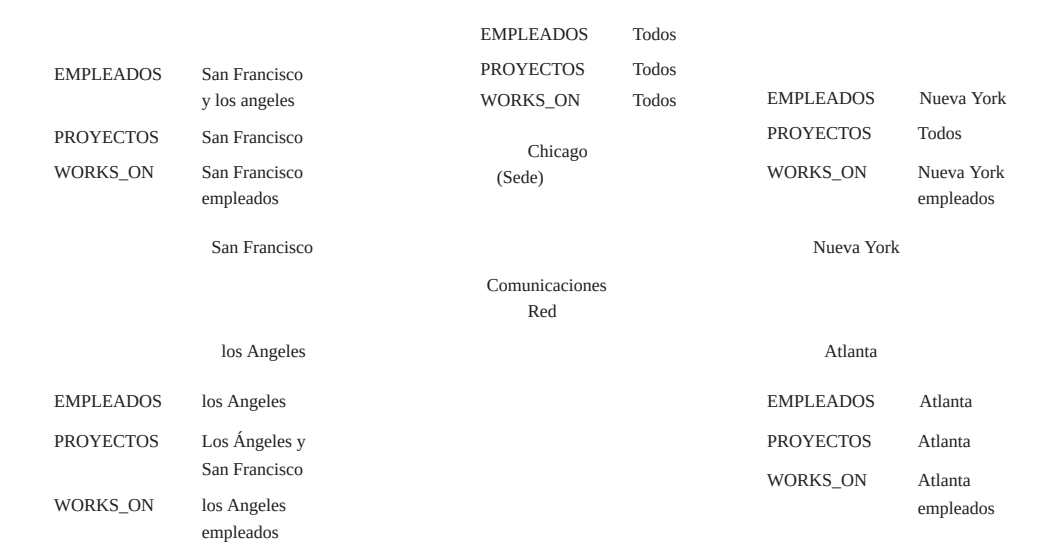 EMPLEADOS Todos
PROYECTOS Todos
WORKS_ON Todos
Chicago
(Sede)
EMPLEADOS San Francisco
y los angeles
PROYECTOS San Francisco
WORKS_ON San Francisco
empleados
San Francisco
EMPLEADOS Nueva York
PROYECTOS Todos
WORKS_ON Nueva York
empleados
Nueva York
Comunicaciones
Red
los Angeles
EMPLEADOS los Angeles
PROYECTOS Los Ángeles y
San Francisco
WORKS_ON los Angeles
empleados
Atlanta
EMPLEADOS Atlanta
PROYECTOS Atlanta
WORKS_ON Atlanta
empleados